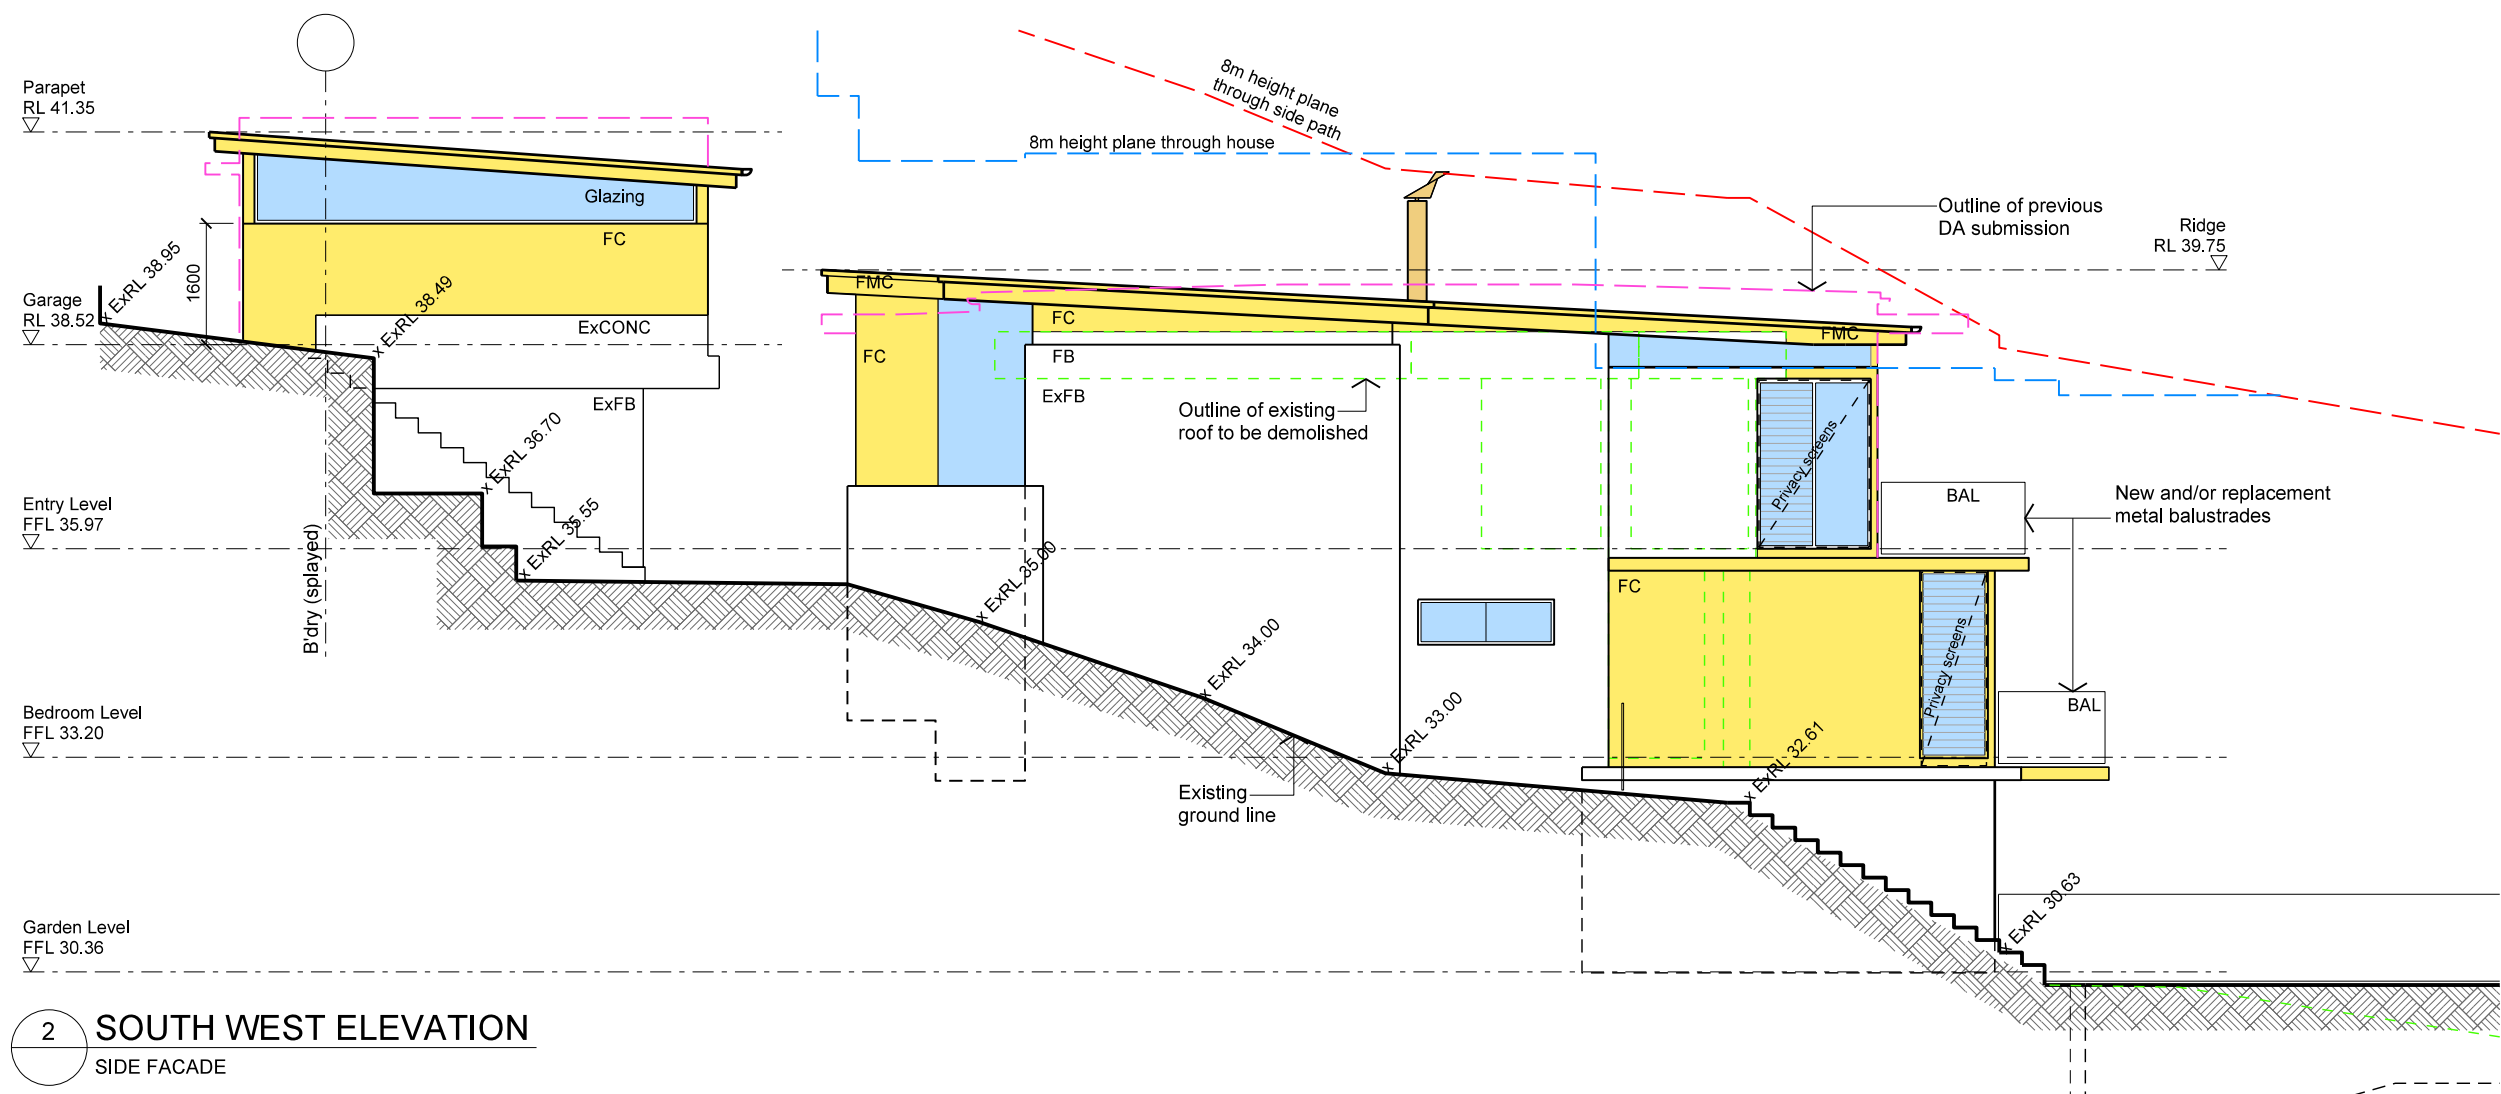 Parapet
RL 41.35
8m height plane
through side path
8m height plane through house
Glazing
Outline of previous
DA submission
Ridge
RL 39.75
FC
1600
x ExRL 38.95
Garage
RL 38.52
x ExRL 38.49
ExCONC
FMC
FC
FMC
FC
FB
ExFB
ExFB
Outline of existing
roof to be demolished
Privacy screens
x ExRL 36.70
BAL
New and/or replacement
metal balustrades
Entry Level
FFL 35.97
x ExRL 35.55
B'dry (splayed)
x ExRL 35.00
FC
x ExRL 34.00
Privacy screens
BAL
Bedroom Level
FFL 33.20
x ExRL 33.00
x ExRL 32.61
Existing
ground line
x ExRL 30.63
Garden Level
FFL 30.36
2
SOUTH WEST ELEVATION
SIDE FACADE